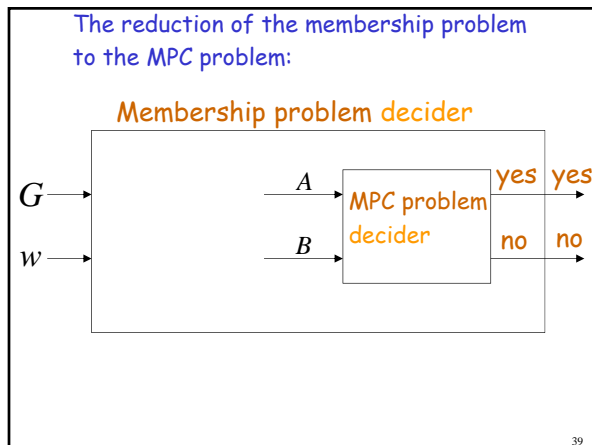 The reduction of the membership problem
to the MPC problem:
Membership problem decider
G
w
A
B
MPC problem
decider
yes yes
no no
39